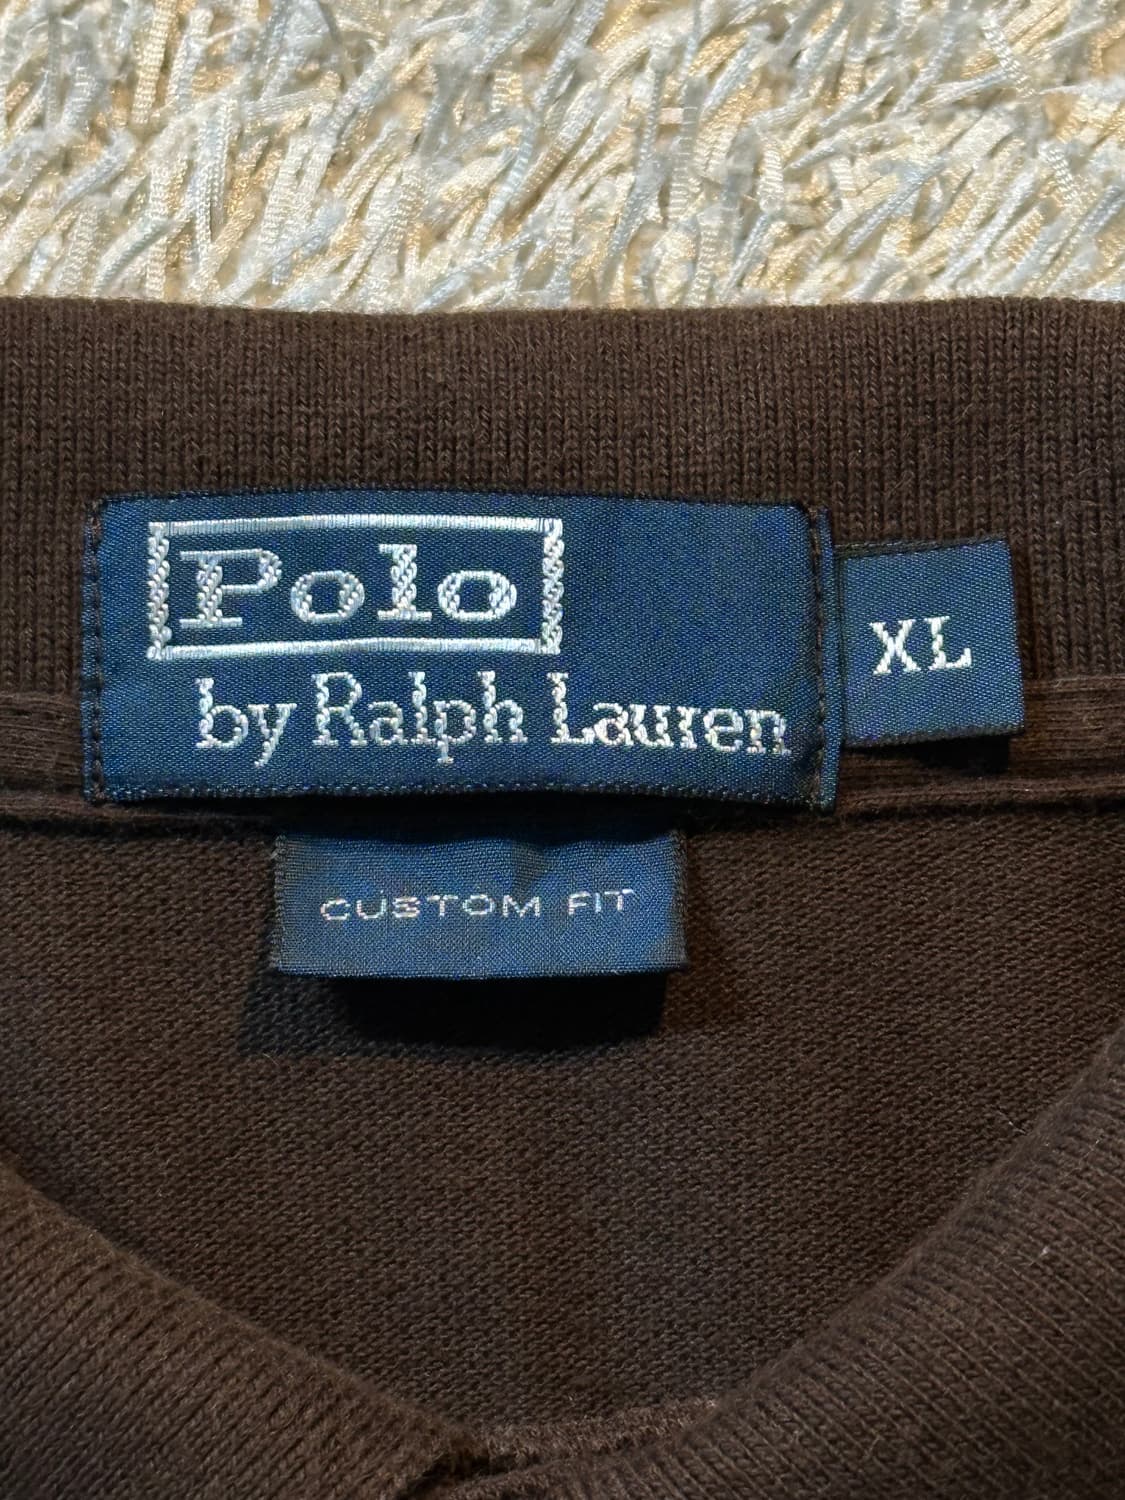 Polo
by Ralph Lauren
XL
CUSTOM FIT